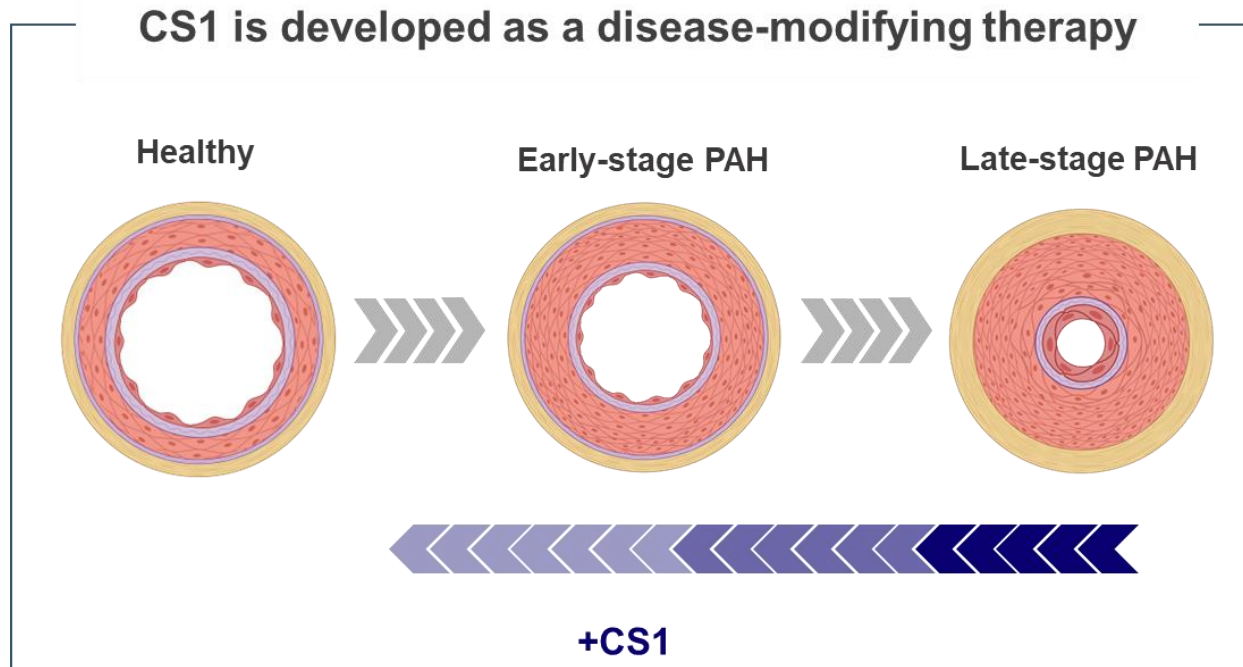 CS1 is developed as a disease-modifying therapy
Healthy
Early-stage PAH
Late-stage PAH
+CS1